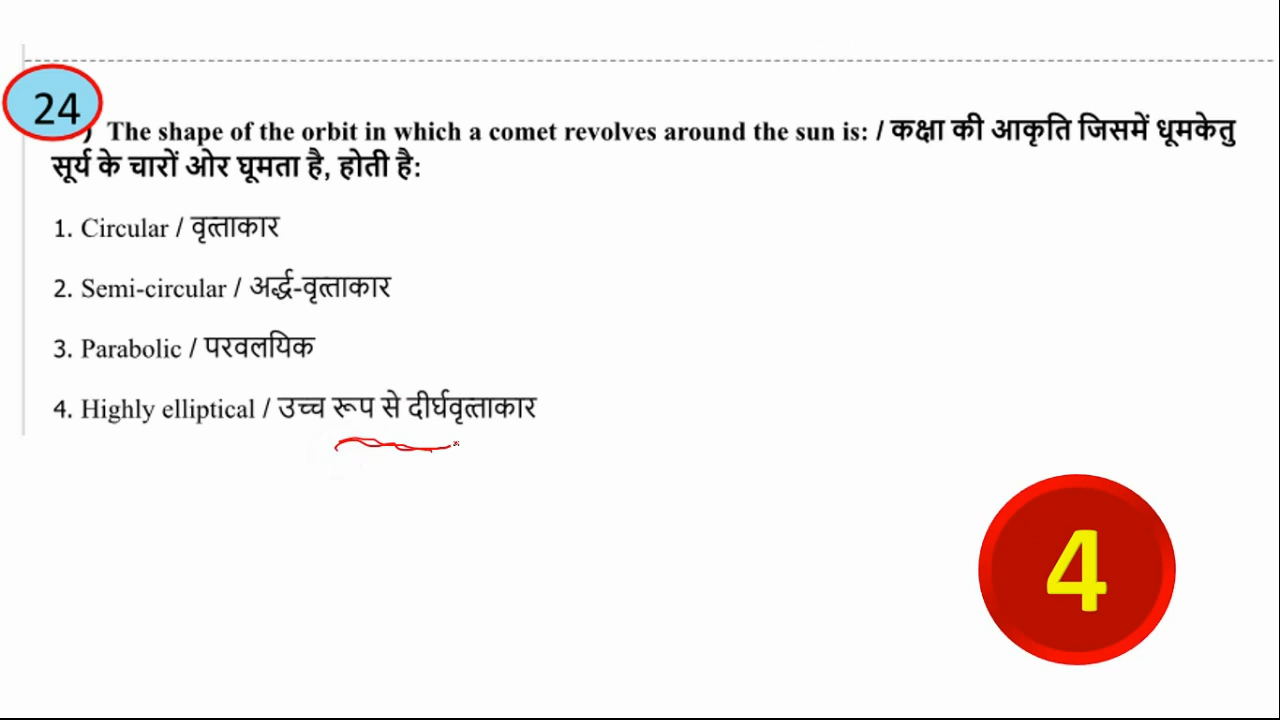 24
) The shape of the orbit in which a comet revolves around the sun is: / कक्षा की आकृति जिसमें धूमकेतु
सूर्य के चारों ओर घूमता है, होती है:
1. Circular / वृत्ताकार
2. Semi-circular / अर्द्ध-वृत्ताकार
3. Parabolic / परवलयिक
4. Highly elliptical / उच्च रूप से दीर्घवृत्ताकार
4